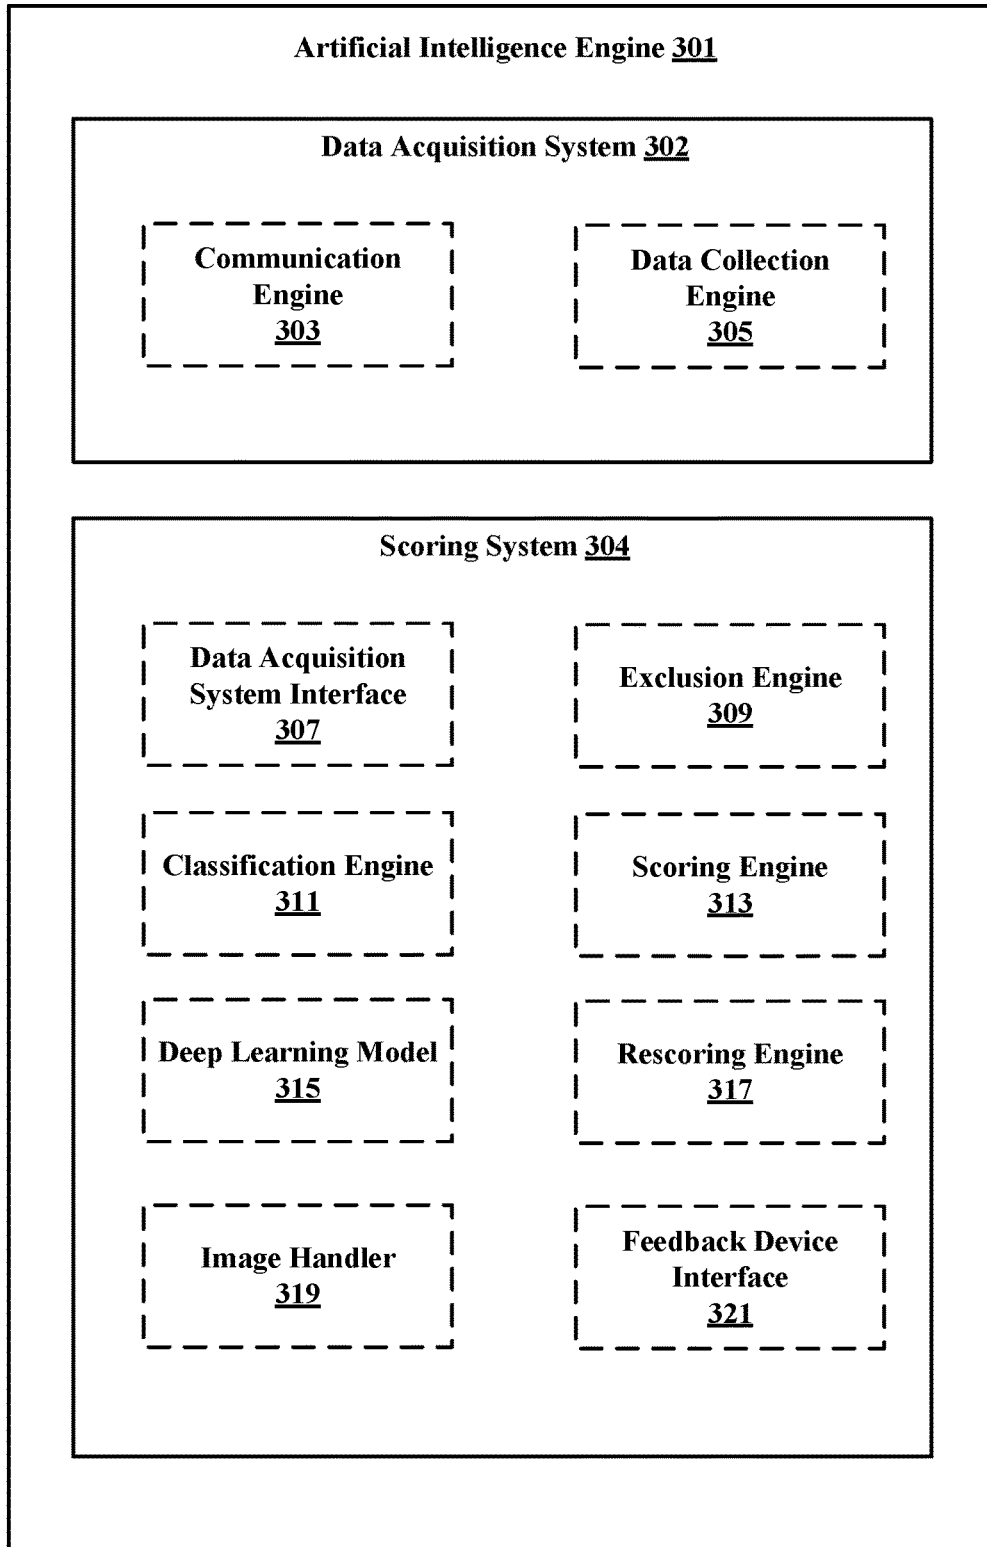 Artificial Intelligence Engine 301
Data Acquisition System 302
Communication
Engine
303
Data Collection
Engine
305
Scoring System 304
Data Acquisition
System Interface
307
Exclusion Engine
309
Classification Engine
311
Scoring Engine
313
Deep Learning Model
315
Rescoring Engine
317
Image Handler
319
Feedback Device
Interface
321